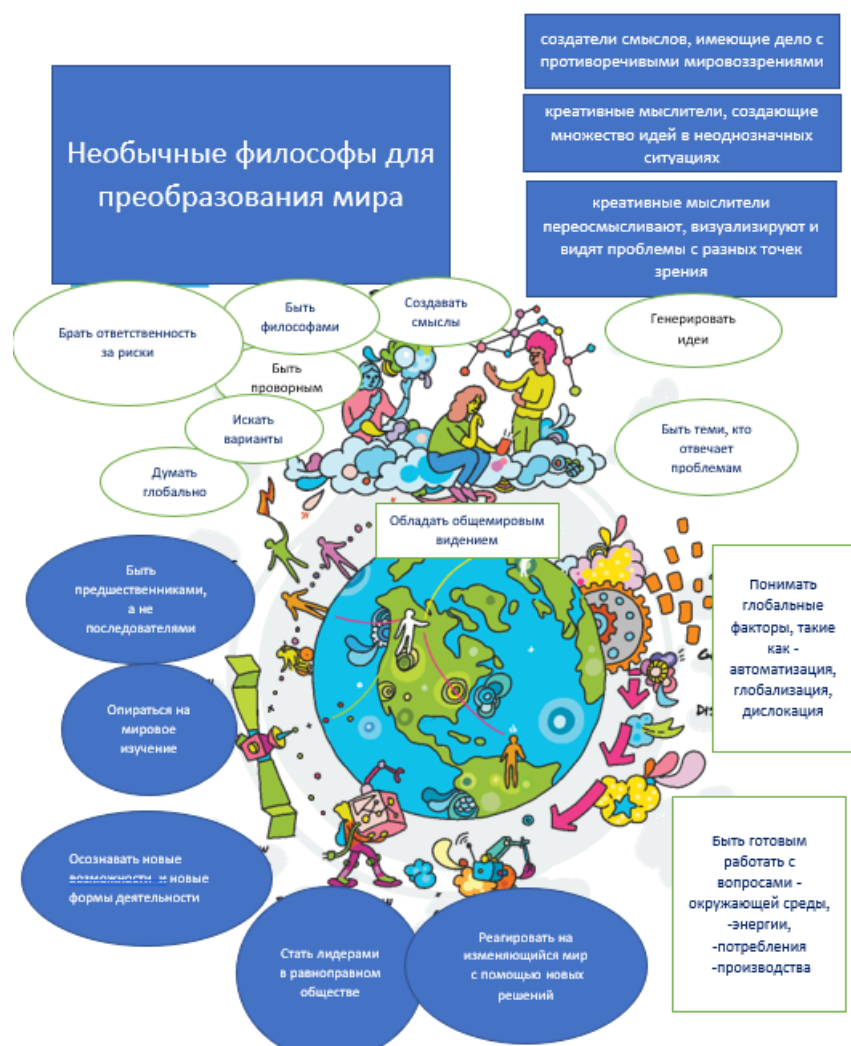 создатели смыслов, имеющие дело с
противоречивыми мировоззрениями
Необычные философы для
преобразования мира
креативные мыслители, создающие
множество идей в неоднозначных
ситуациях
креативные мыслители
переосмысливают, визуализируют и
видят проблемы с разных точек
зрения
Брать ответственность
за риски
Быть
философами
Создавать
смыслы
Генерировать
идеи
Быть
проворным
Искать
варианты
Думать
глобально
Быть теми, кто
отвечает
проблемам
Обладать общемировым
видением
Быть
предшественниками,
а не
последователями
Понимать
глобальные
факторы, такие
как -
автоматизация,
глобализация,
дислокация
Опираться на
мировое
изучение
Осознавать новые
возможности и новые
формы деятельности
Быть готовым
работать с
вопросами -
окружающей среды,
-энергии,
-потребления
-производства
Стать лидерами
в равноправном
обществе
Реагировать на
изменяющийся мир
с помощью новых
решений